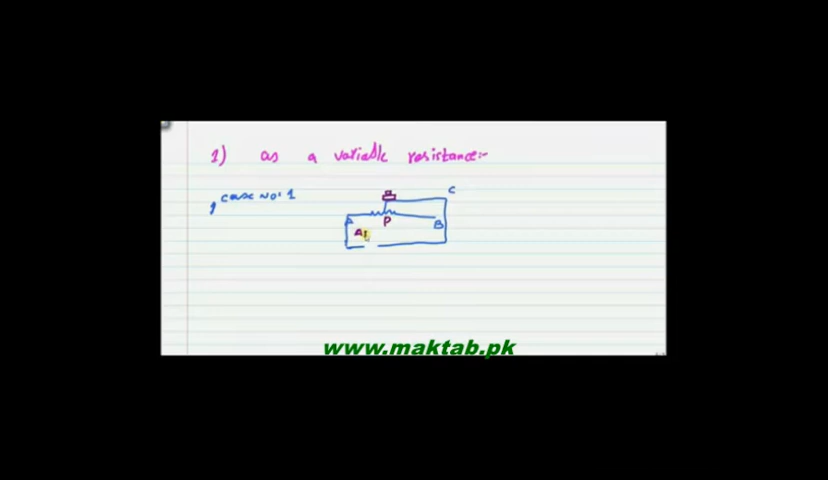 1) as a variable resistance:-
case No: 1
C
A
P
B
A
www.maktab.pk